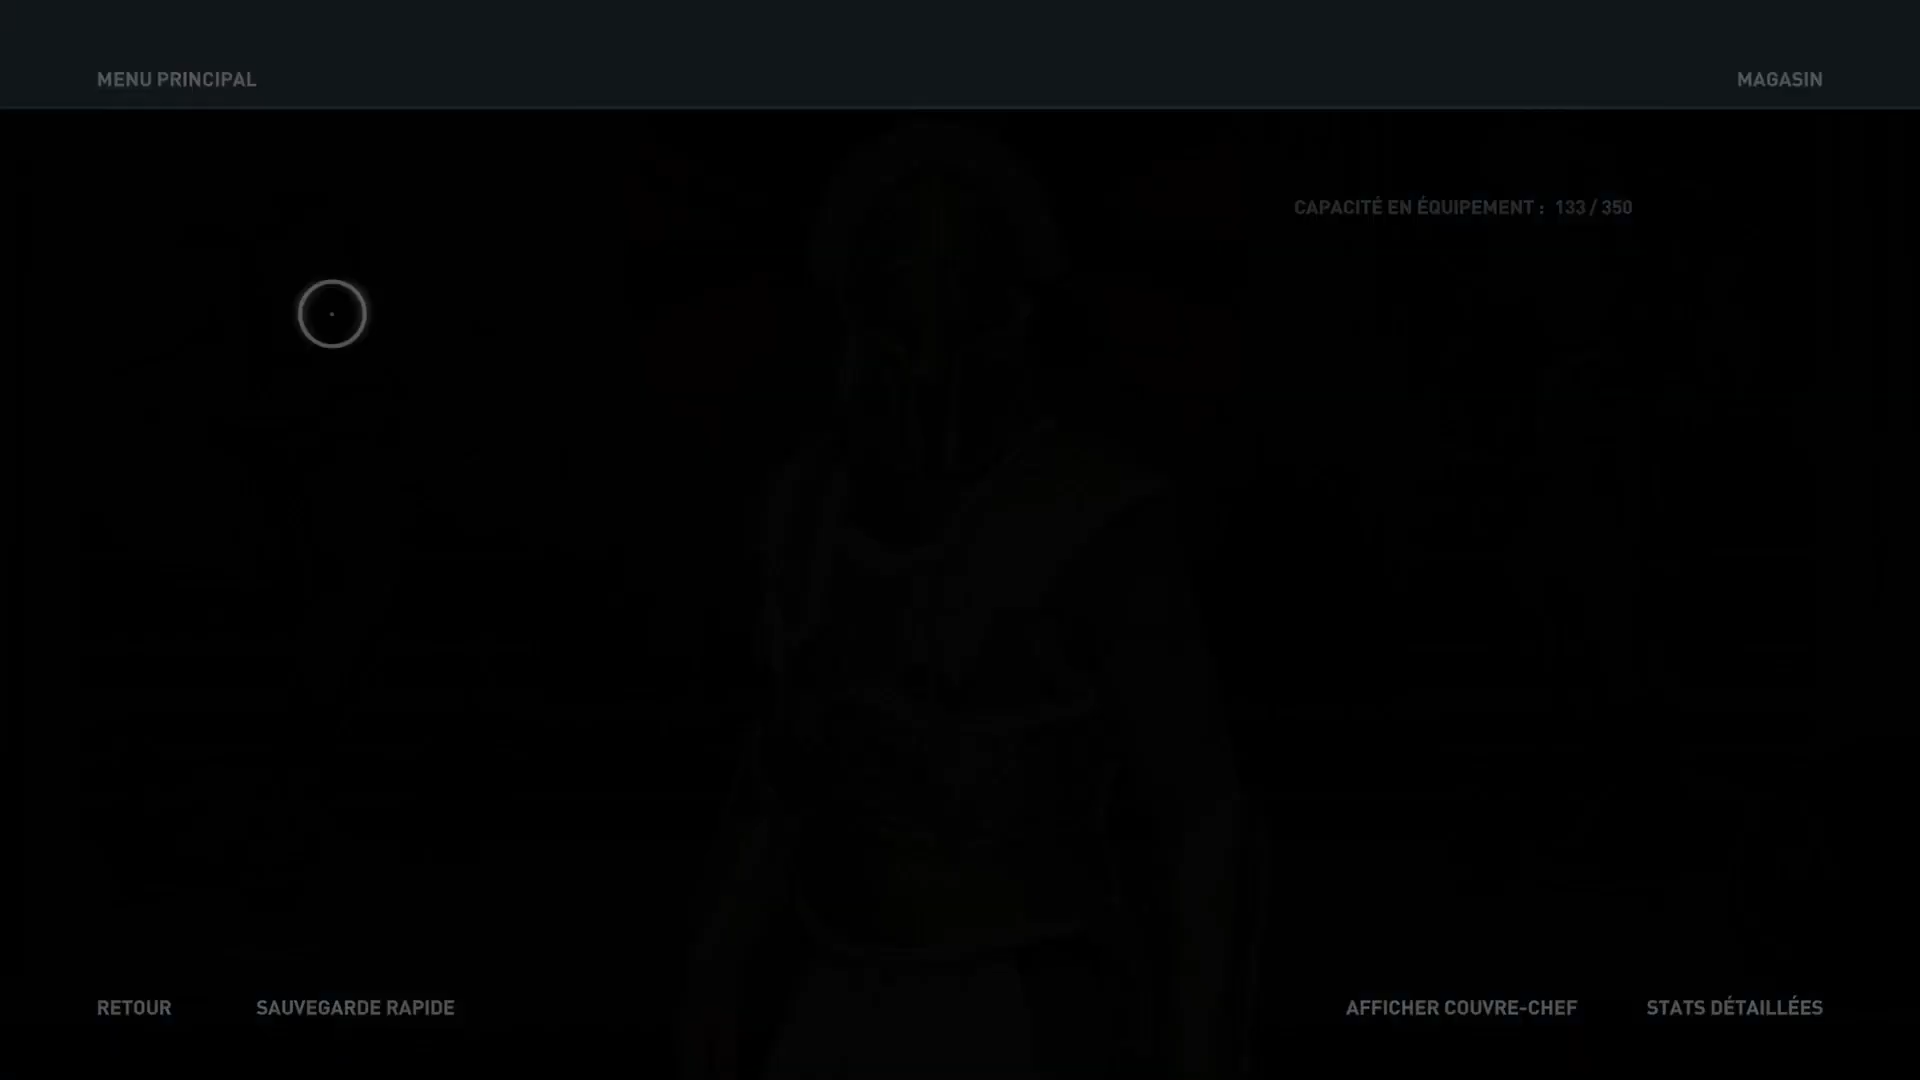 MENU PRINCIPAL
MAGASIN
CAPACITÉ EN ÉQUIPEMENT : 133 / 350
RETOUR
SAUVEGARDE RAPIDE
AFFICHER COUVRE-CHEF
STATS DÉTAILLÉES